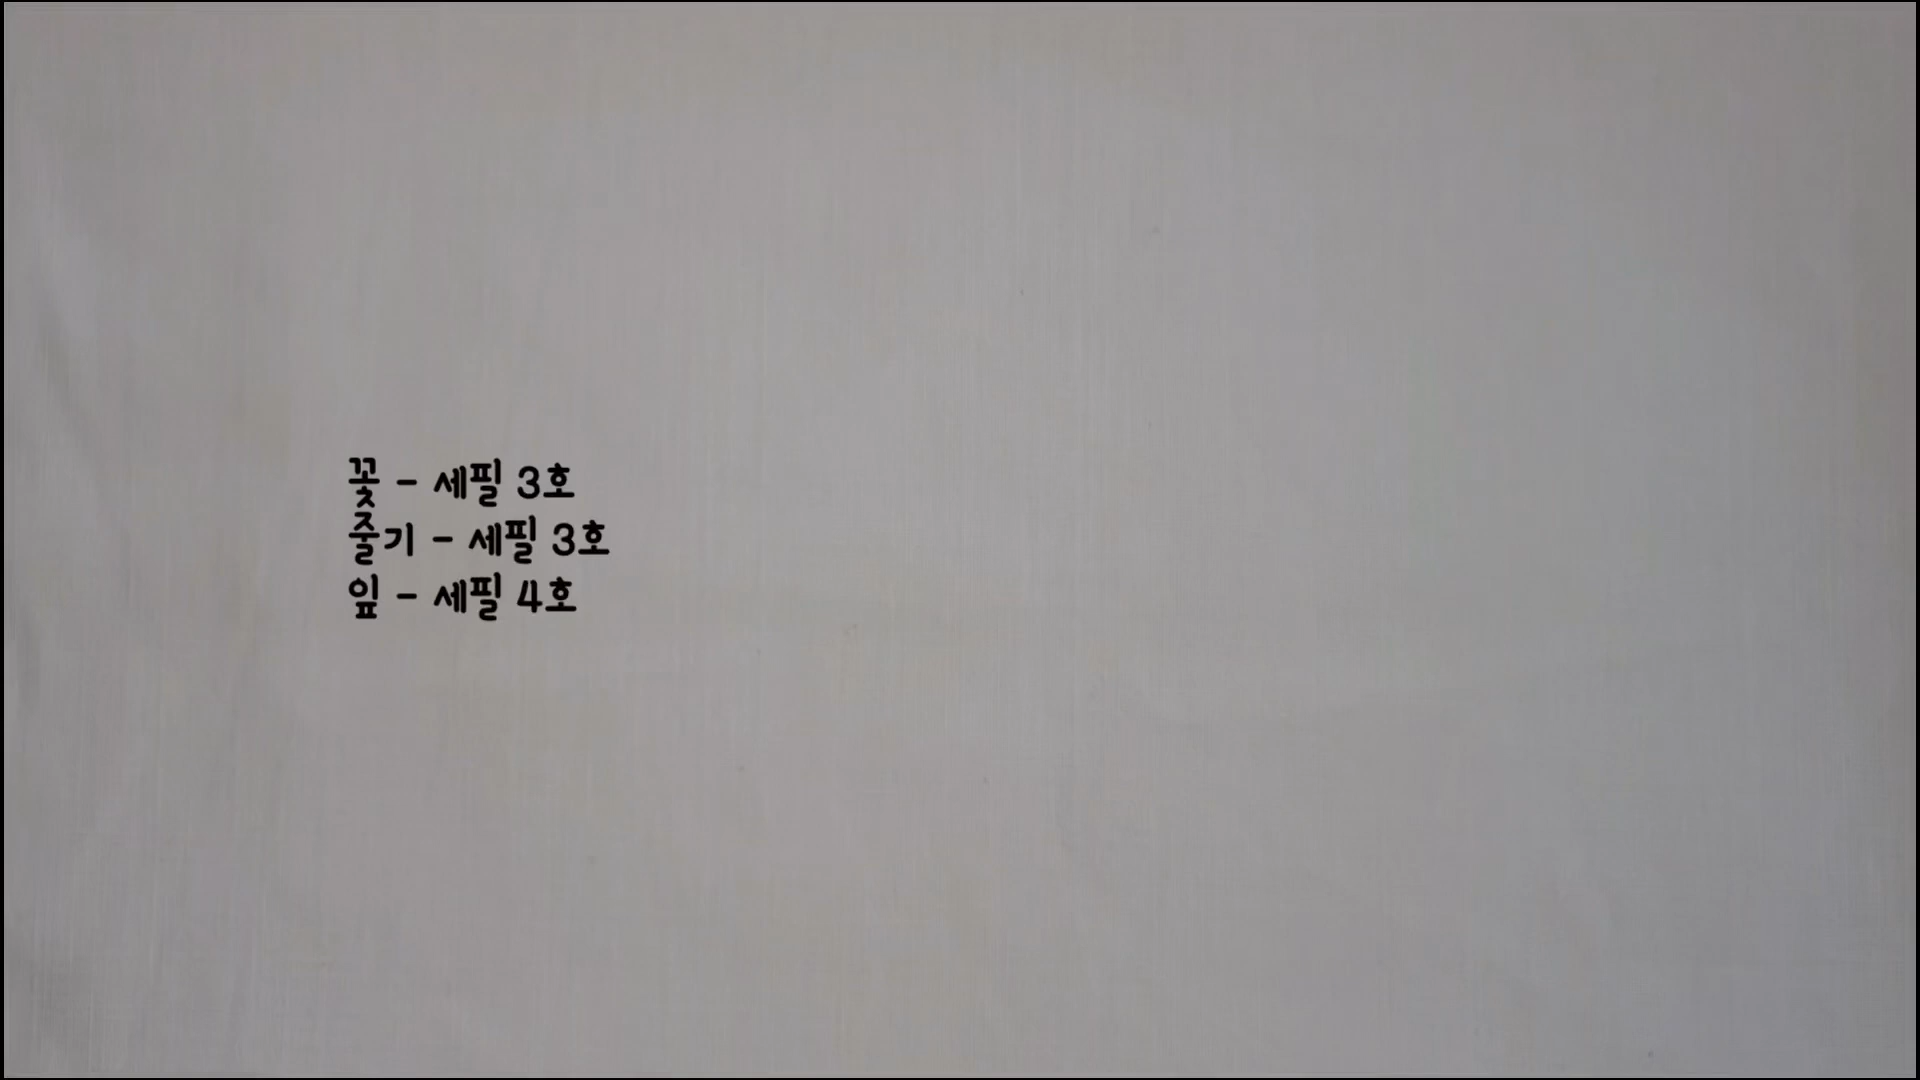 꽃 - 세필 3호
줄기 - 세필 3호
잎 - 세필 4호